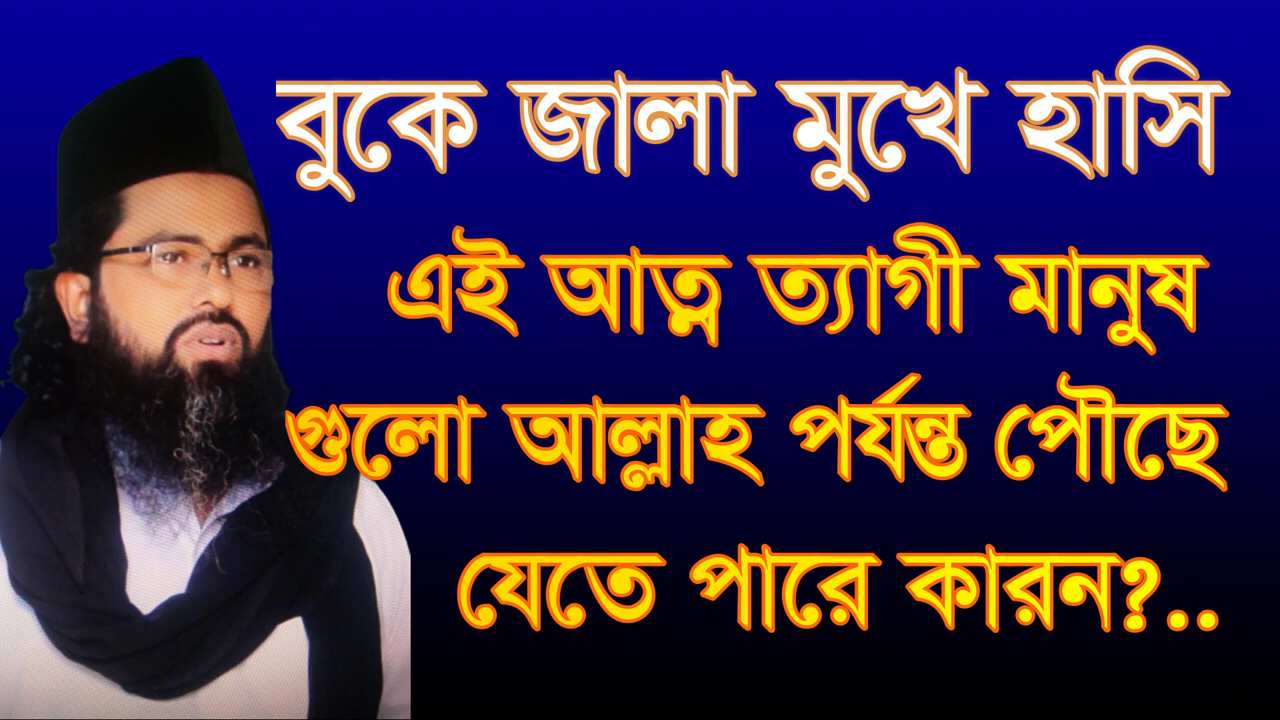 বুকে জালা মুখে হাসি
এই আত্ন ত্যাগী মানুষ
গুলো আল্লাহ পর্যন্ত পৌছে
যেতে পারে কারন?..